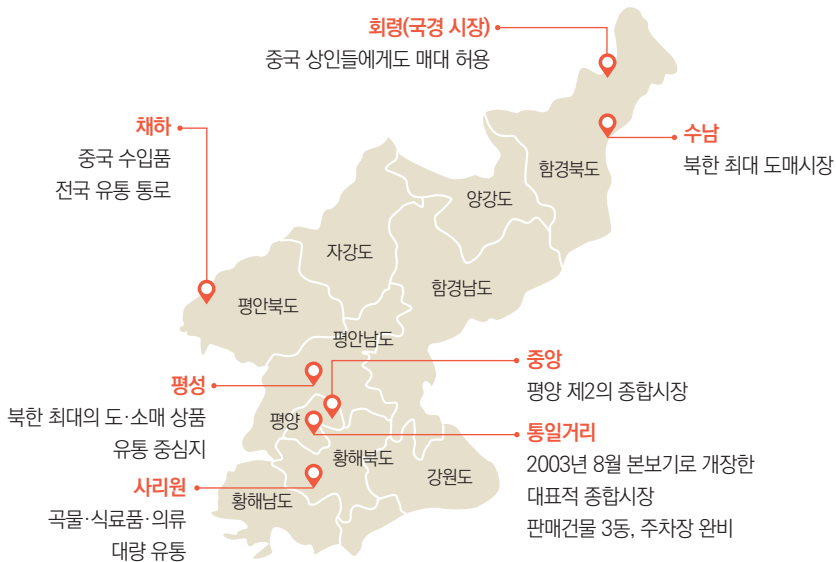 회령(국경 시장)
중국 상인들에게도 매대 허용
채하
중국 수입품
전국 유통 통로
수남
북한 최대 도매시장
함경북도
양강도
자강도
함경남도
평안북도
평안남도
중앙
평양 제2의 종합시장
평성
북한 최대의 도·소매 상품
유통 중심지
평양
통일거리
2003년 8월 본보기로 개장한
대표적 종합시장
판매건물 3동, 주차장 완비
황해북도
강원도
황해남도
사리원
곡물·식료품·의류
대량 유통